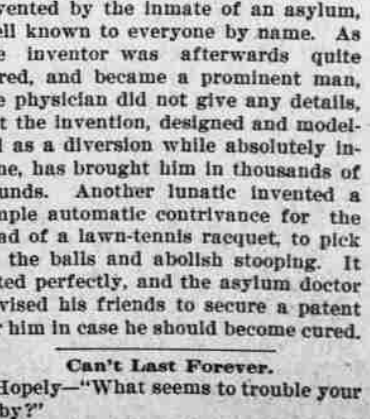 vented by the inmate of an asylum,
ell known to everyone by name. As
e inventor was afterwards quite
red, and became a prominent man,
e physician did not give any details,
t the invention, designed and model-
d as a diversion while absolutely in-
ne, has brought him in thousands of
unds. Another lunatic invented a
mple automatic contrivance for the
ad of a lawn-tennis racquet, to pick
the balls and abolish stooping. It
ted perfectly, and the asylum doctor
vised his friends to secure a patent
r him in case he should become cured.
Can't Last Forever.
Hopely—"What seems to trouble your
by?"